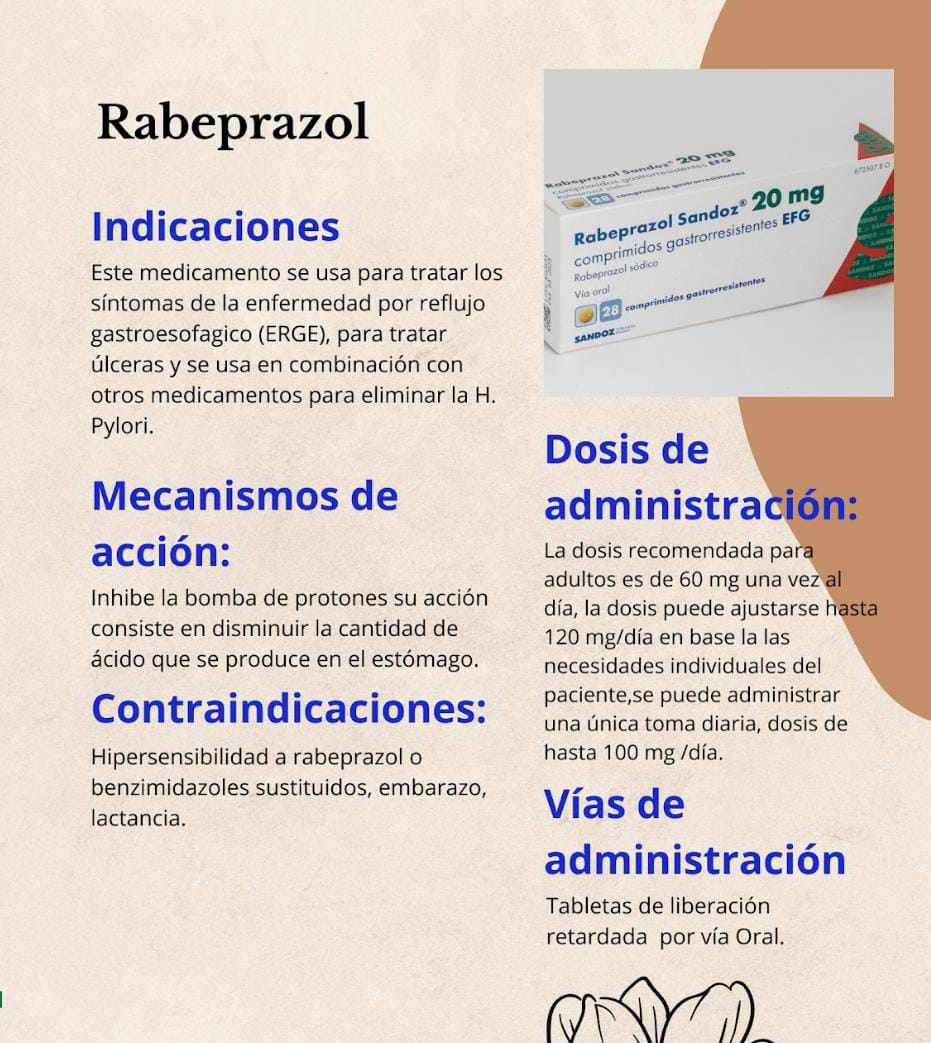 Rabeprazol
Indicaciones
Este medicamento se usa para tratar los
síntomas de la enfermedad por reflujo
gastroesofagico (ERGE), para tratar
úlceras y se usa en combinación con
otros medicamentos para eliminar la H.
Pylori.
Mecanismos de
acción:
Inhibe la bomba de protones su acción
consiste en disminuir la cantidad de
ácido que se produce en el estómago.
Contraindicaciones:
Hipersensibilidad a rabeprazol o
benzimidazoles sustituidos, embarazo,
lactancia.
Rabeprazol Sandoz® 20 mg
comprimidos gastrorresistentes EFG
Rabeprazol sódico
28 comprimidos gastrorresistentes
672507.8 O
Rabeprazol Sandoz® 20 mg
comprimidos gastrorresistentes EFG
Rabeprazol sódico
Vía oral
28 comprimidos gastrorresistentes
SANDOZ
Dosis de
administración:
La dosis recomendada para
adultos es de 60 mg una vez al
día, la dosis puede ajustarse hasta
120 mg/día en base la las
necesidades individuales del
paciente,se puede administrar
una única toma diaria, dosis de
hasta 100 mg /día.
Vías de
administración
Tabletas de liberación
retardada  por vía Oral.